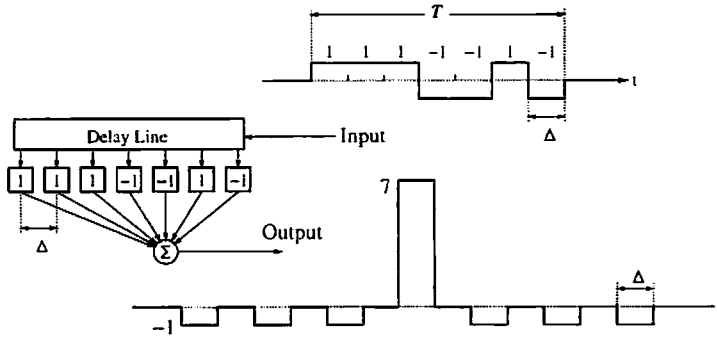 T
1 1 1 -1 -1 1 -1
t
Δ
Delay Line
Input
1 1 1 -1 -1 1 -1
Δ
Σ
Output
7
Δ
-1